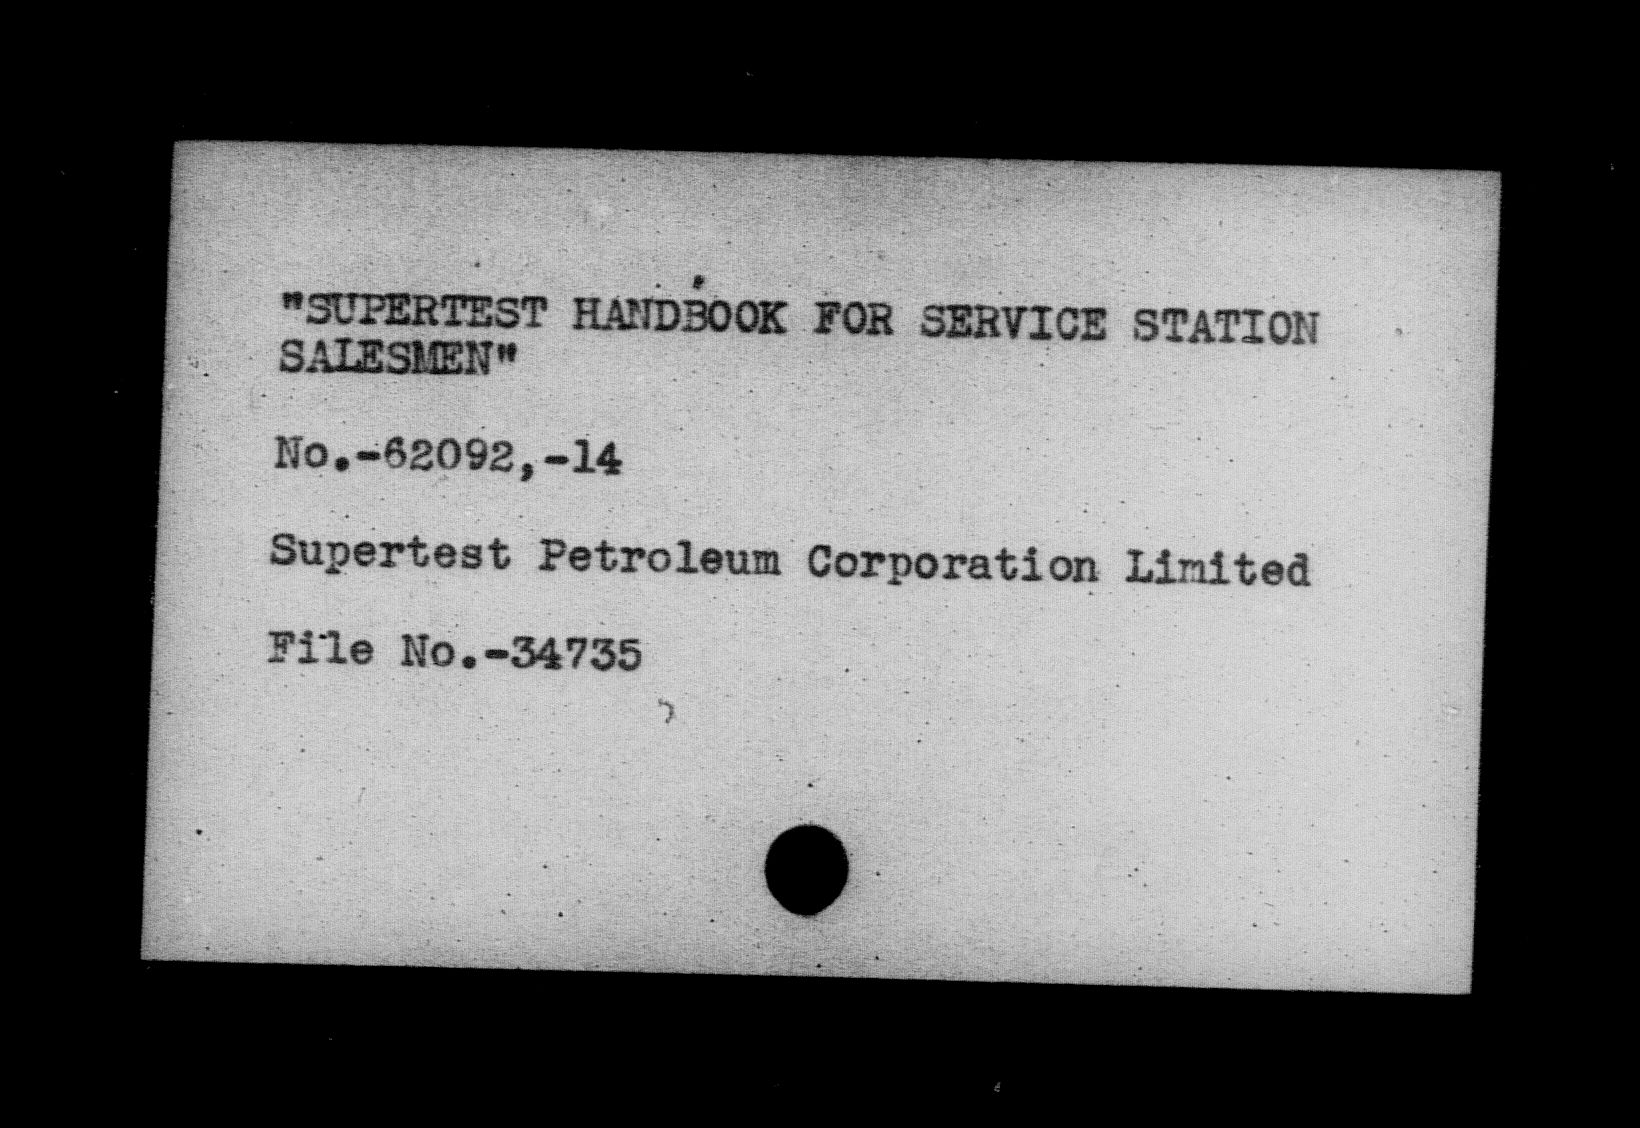 "SUPERTEST HANDBOOK FOR SERVICE STATION
SALESMEN"
No.-62092,-14
Supertest Petroleum Corporation Limited
File No.-34735